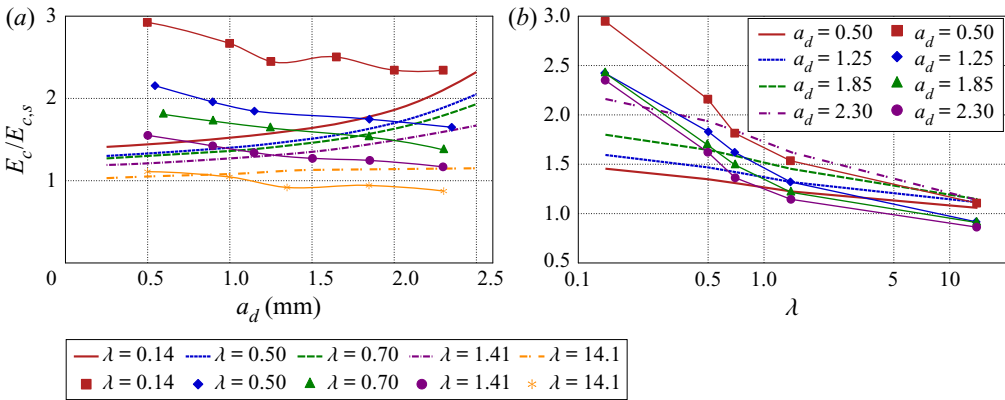 (a)
3
2
1
0
E_c/E_{c,s}
0.5
1.0
1.5
2.0
2.5
a_d (mm)
(b)
3.0
2.5
2.0
1.5
1.0
0.5
0.1
0.5
1.0
5
10
λ
a_d = 0.50 a_d = 0.50
a_d = 1.25 a_d = 1.25
a_d = 1.85 a_d = 1.85
a_d = 2.30 a_d = 2.30
λ = 0.14 λ = 0.50 λ = 0.70 λ = 1.41 λ = 14.1
λ = 0.14 λ = 0.50 λ = 0.70 λ = 1.41 λ = 14.1